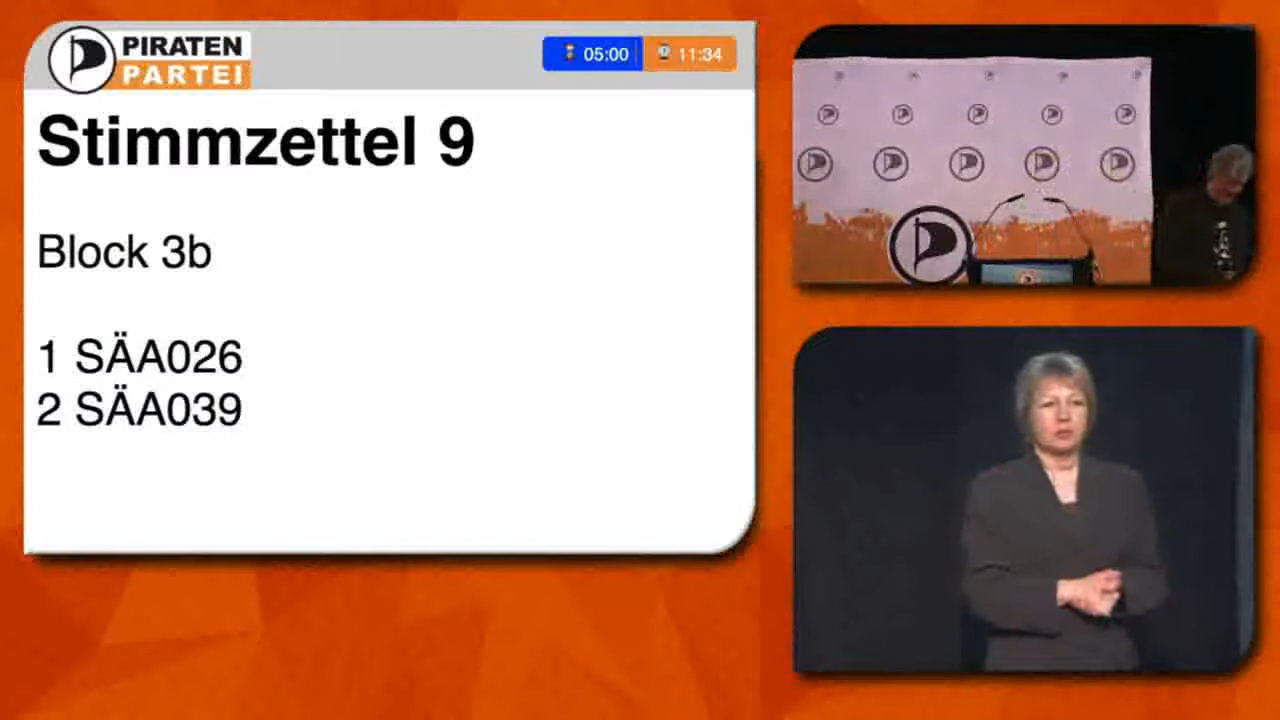 PIRATEN
PARTEI
05:00
11:34
Stimmzettel 9
Block 3b
1 SÄA026
2 SÄA039